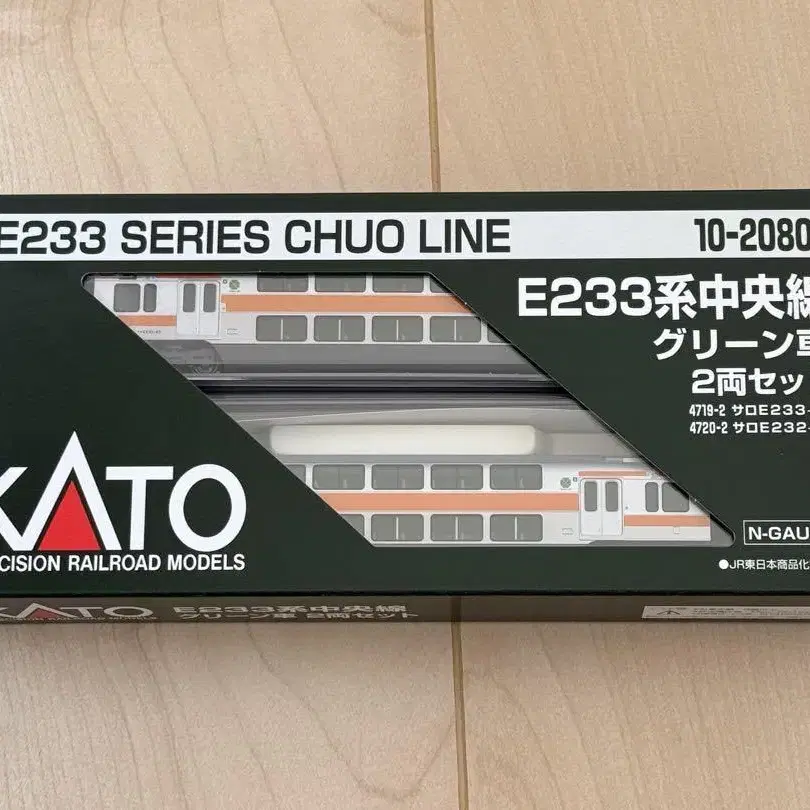 E233 SERIES CHUO LINE
10-2080
E233系中央線
グリーン車
2両セッ
4719-2 サロE233-
4720-2 サロE232-
KATO
CISION RAILROAD MODELS
N-GAU
●JR東日本商品化
KATO
E233系中央線
グリーン車 2両セット